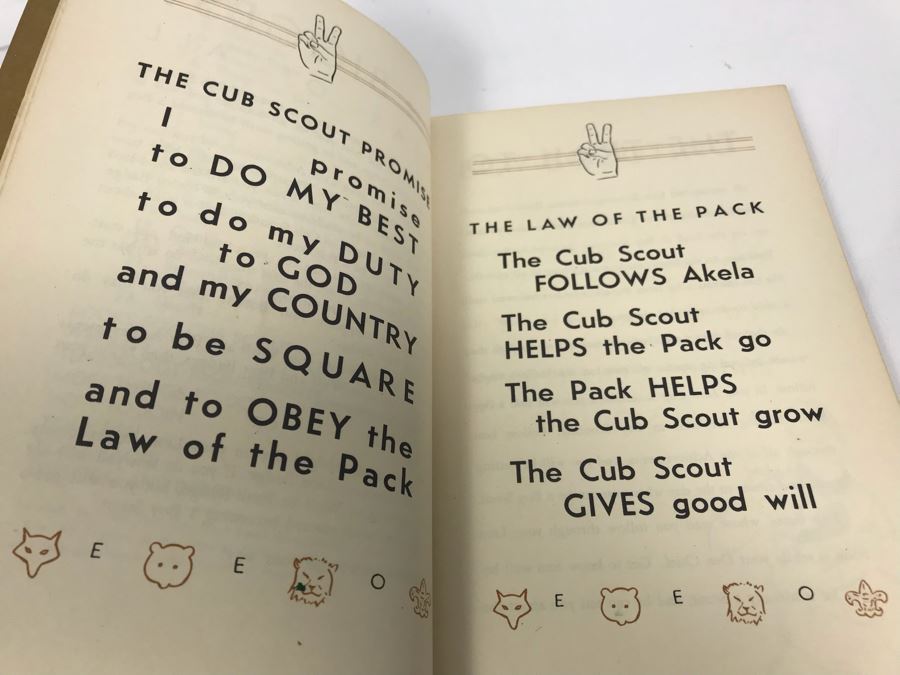 THE CUB SCOUT PROMISE
I
promise
to DO MY BEST
to do my DUTY
to GOD
and my COUNTRY
to be SQUARE
and to OBEY the
Law of the Pack
E E O
THE LAW OF THE PACK
The Cub Scout
FOLLOWS Akela
The Cub Scout
HELPS the Pack go
The Pack HELPS
the Cub Scout grow
The Cub Scout
GIVES good will
E E O